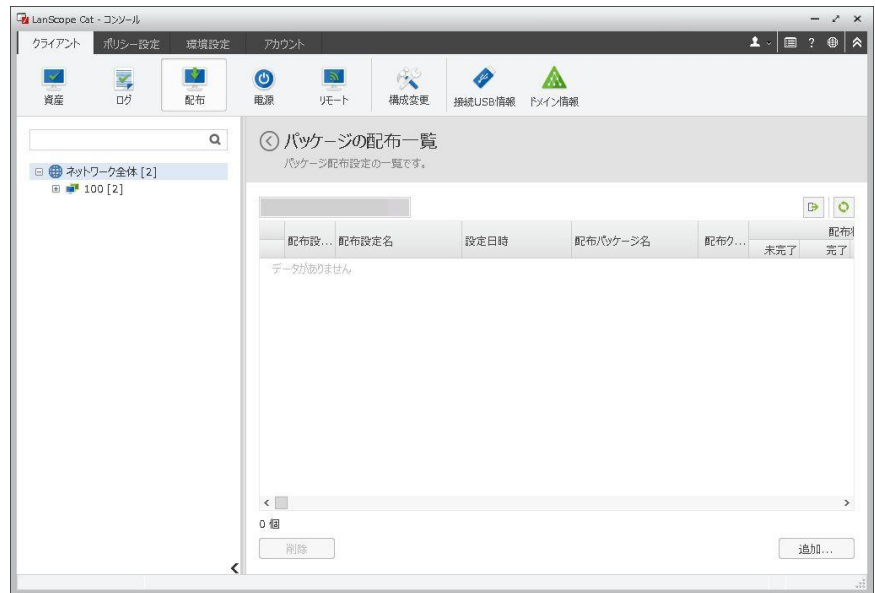 LanScope Cat - コンソール
クライアント ポリシー設定 環境設定 アカウント
?
資産 ログ 配布 電源 リモート 構成変更 接続USB情報 ドメイン情報
パッケージの配布一覧
パッケージ配布設定の一覧です。
ネットワーク全体 [2]
100 [2]
配布設... 配布設定名 設定日時 配布パッケージ名 配布ク... 配布
未完了 完了
データがありません
0 個
削除 追加...